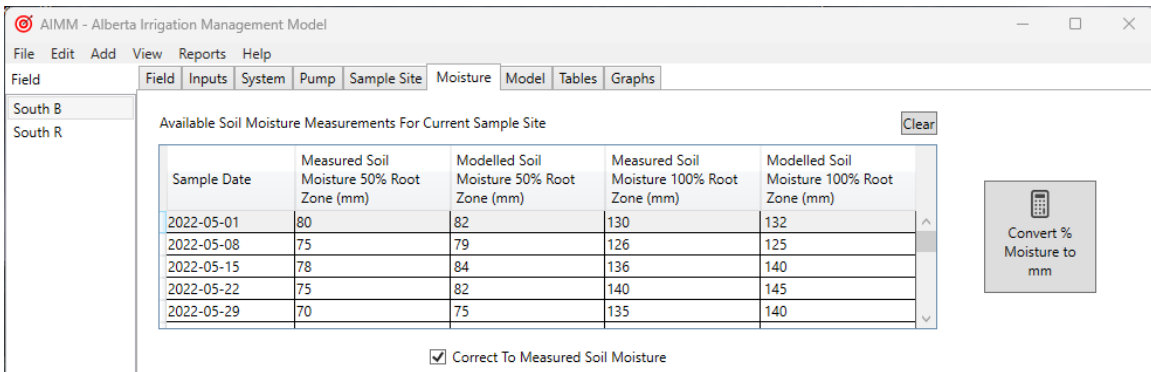 AIMM - Alberta Irrigation Management Model
File Edit Add View Reports Help
Field
Field Inputs System Pump Sample Site Moisture Model Tables Graphs
South B
South R
Available Soil Moisture Measurements For Current Sample Site
Clear
Sample Date
Measured Soil
Moisture 50% Root
Zone (mm)
Modelled Soil
Moisture 50% Root
Zone (mm)
Measured Soil
Moisture 100% Root
Zone (mm)
Modelled Soil
Moisture 100% Root
Zone (mm)
2022-05-01 80 82 130 132
2022-05-08 75 79 126 125
2022-05-15 78 84 136 140
2022-05-22 75 82 140 145
2022-05-29 70 75 135 140
Convert %
Moisture to
mm
Correct To Measured Soil Moisture